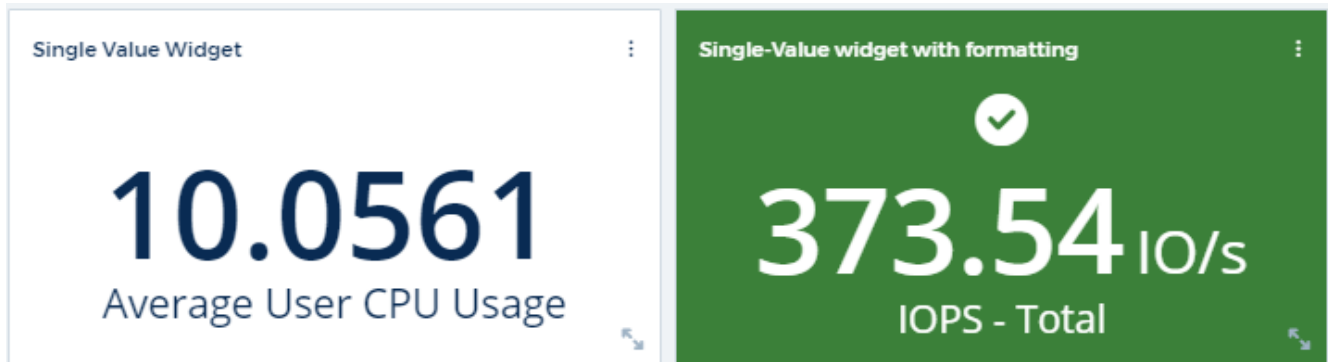 Single Value Widget
10.0561
Average User CPU Usage
Single-Value widget with formatting
373.54 IO/s
IOPS - Total